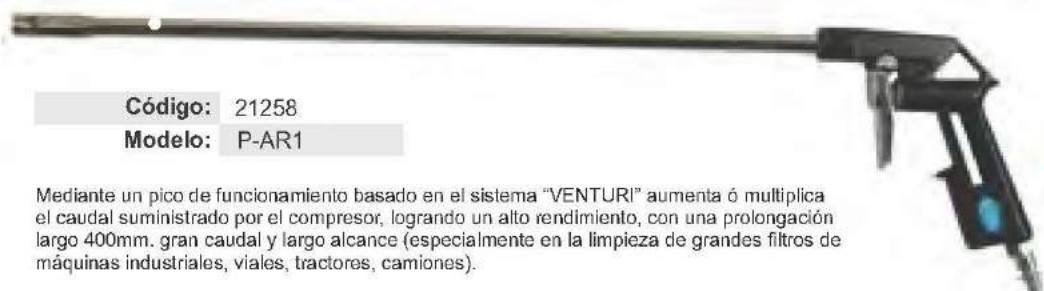 Código: 21258
Modelo: P-AR1
Mediante un pico de funcionamiento basado en el sistema “VENTURI” aumenta ó multiplica
el caudal suministrado por el compresor, logrando un alto rendimiento, con una prolongación
largo 400mm. gran caudal y largo alcance (especialmente en la limpieza de grandes filtros de
máquinas industriales, viales, tractores, camiones).